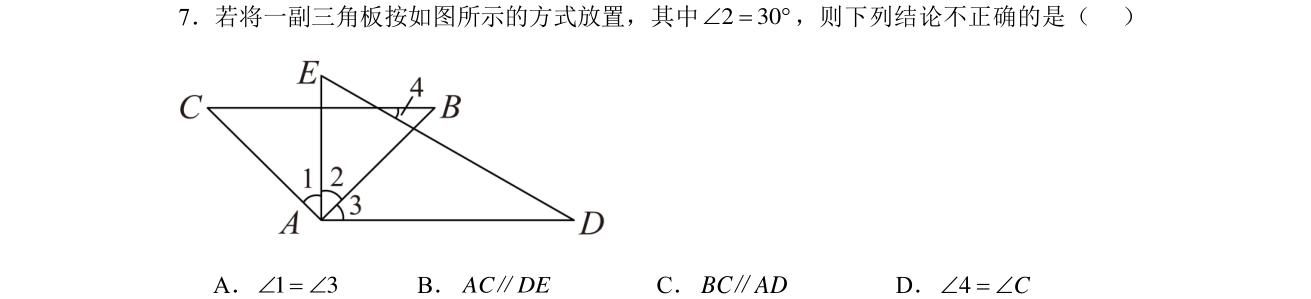 7．若将一副三角板按如图所示的方式放置，其中∠2=30°，则下列结论不正确的是（　）
E
4
C
B
1 2
3
A
D
A．∠1=∠3 B．AC∥DE C．BC∥AD D．∠4=∠C